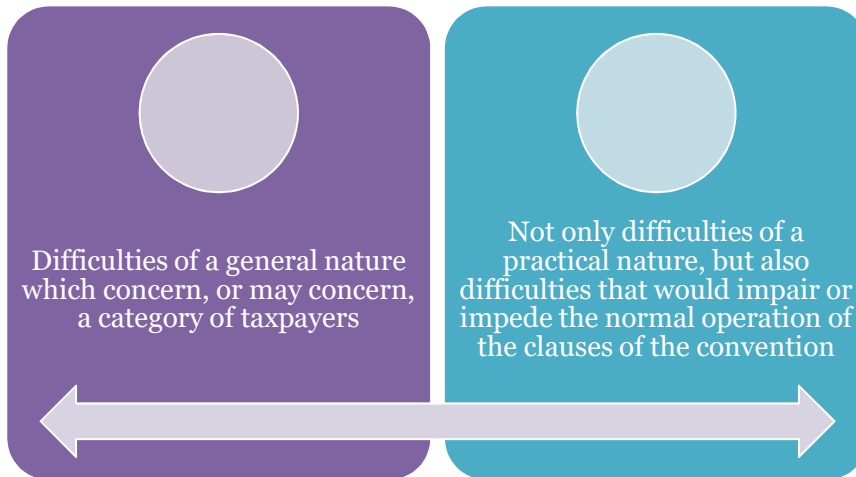 Difficulties of a general nature
which concern, or may concern,
a category of taxpayers
Not only difficulties of a
practical nature, but also
difficulties that would impair or
impede the normal operation of
the clauses of the convention